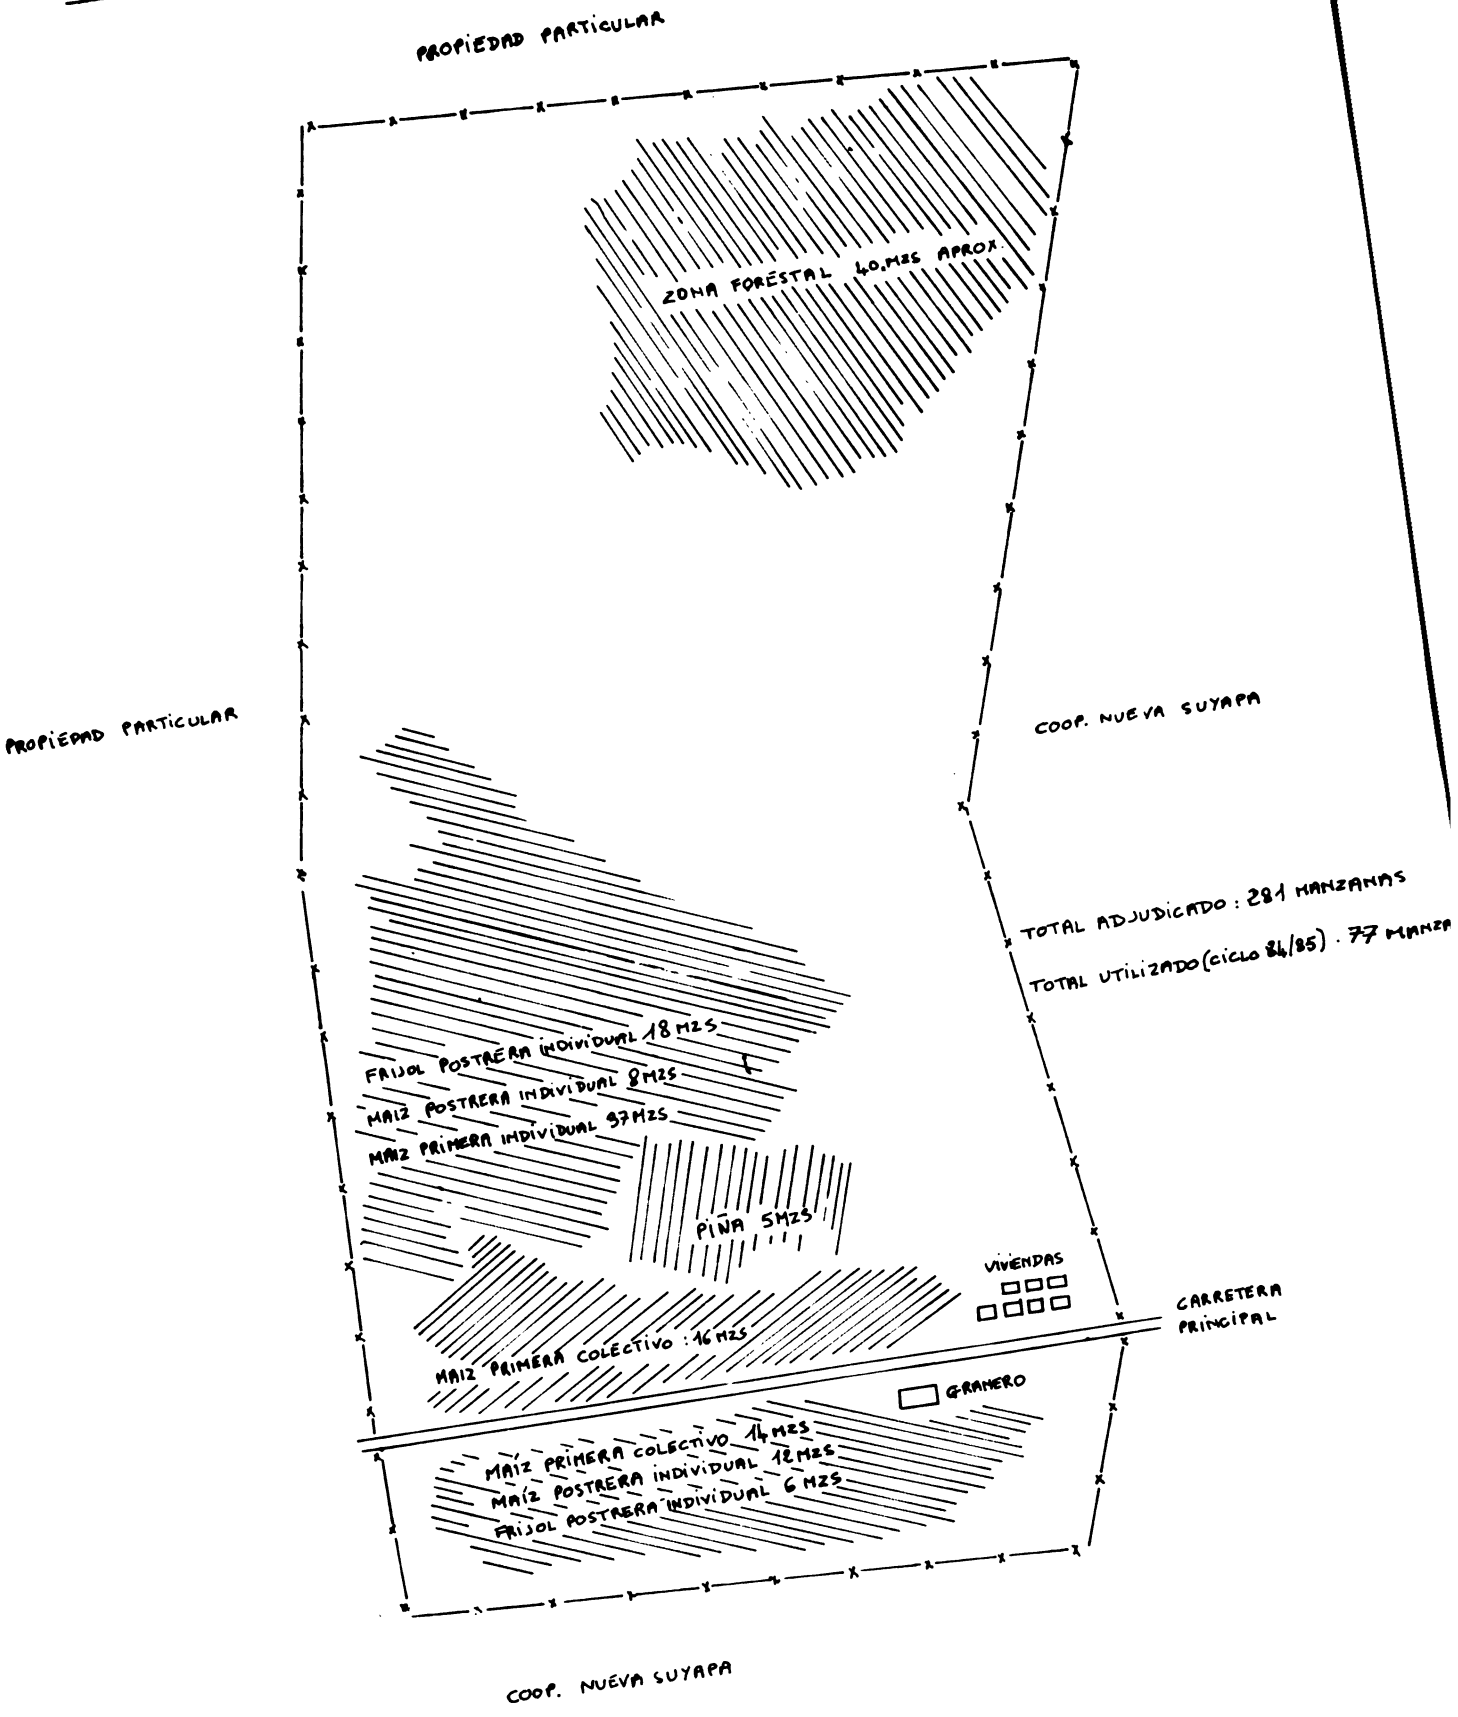 PROPIEDAD PARTICULAR
ZONA FORESTAL 40.MZS APROX.
PROPIEDAD PARTICULAR
COOP. NUEVA SUYAPA
TOTAL ADJUDICADO : 281 MANZANAS
TOTAL UTILIZADO (CICLO 84/85) . 77 MANZA
FRIJOL POSTRERA INDIVIDUAL 18 MZS
MAIZ POSTRERA INDIVIDUAL 8 MZS
MAIZ PRIMERA INDIVIDUAL 37 MZS
PIÑA 5 MZS
VIVIENDAS
CARRETERA
PRINCIPAL
MAIZ PRIMERA COLECTIVO : 16 MZS
GRANERO
MAÍZ PRIMERA COLECTIVO 14 MZS
MAÍZ POSTRERA INDIVIDUAL 12 MZS
FRIJOL POSTRERA INDIVIDUAL 6 MZS
COOP. NUEVA SUYAPA